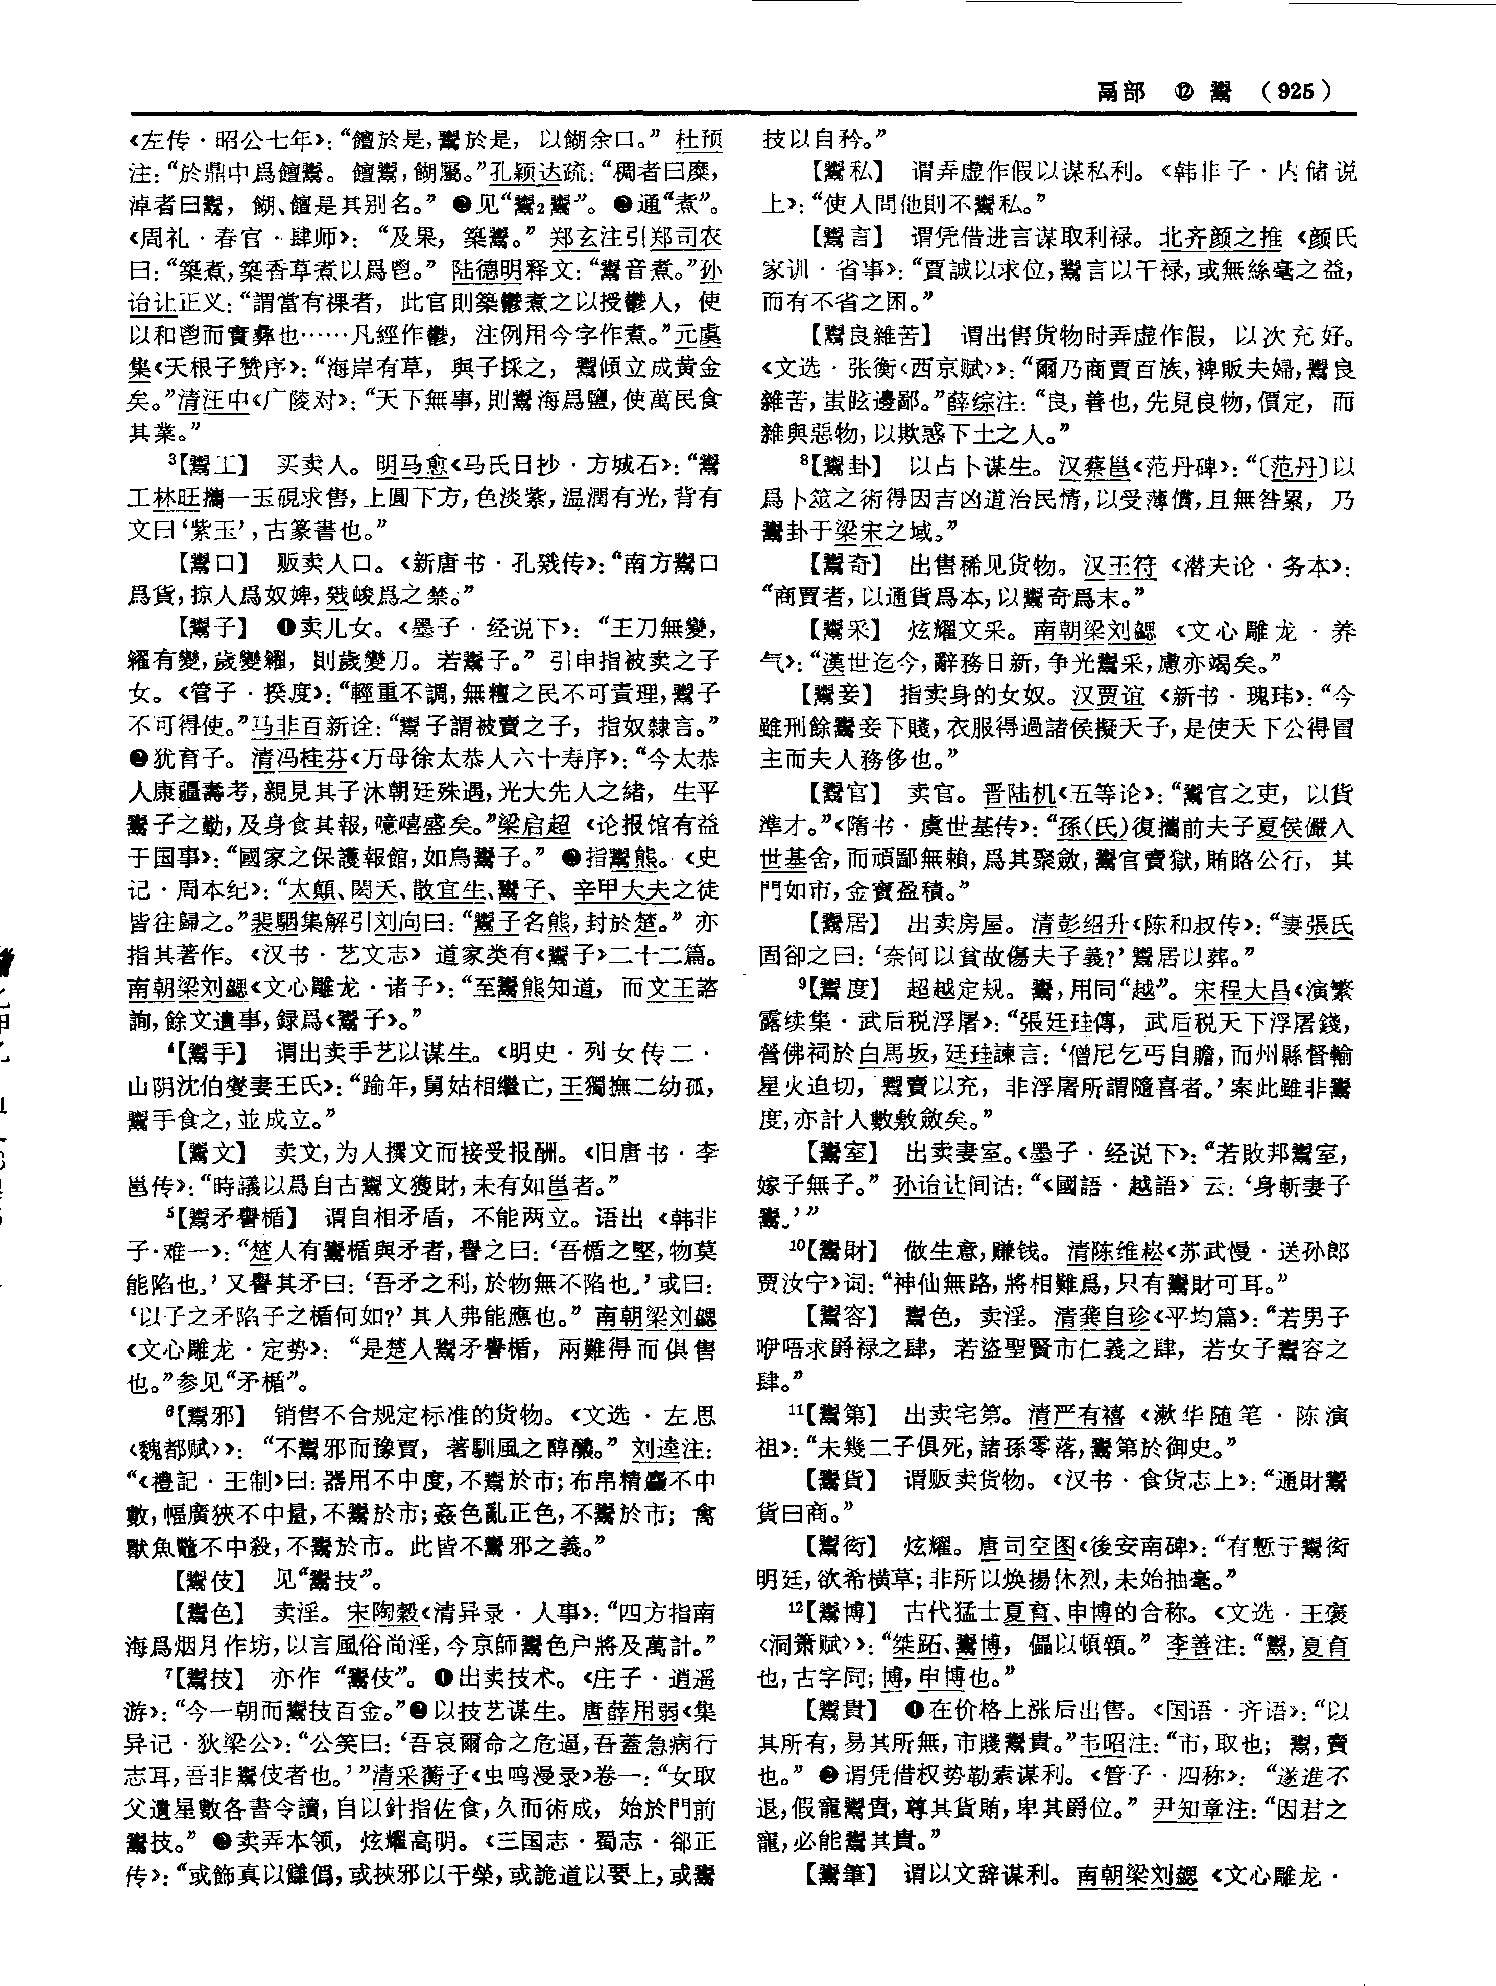 鬲部 ⑫ 鬻 （925）
《左传·昭公七年》：“饘於是，鬻於是，以餬余口。”杜预
注：“於鼎中爲饘鬻。饘鬻，餬屬。”孔颖达疏：“稠者曰糜，
淖者曰鬻，餬、饘是其别名。”❷见“鬻₂鬻”。❸通“煮”。
《周礼·春官·肆师》：“及果，築鬻。”郑玄注引郑司农
曰：“築煮，築香草煮以爲鬯。”陆德明释文：“鬻音煮。”孙
诒让正义：“謂當有祼者，此官則築鬱煮之以授鬱人，使
以和鬯而實彝也……凡經作鬻，注例用今字作煮。”元虞
集《天根子赞序》：“海岸有草，與子採之，鬻傾立成黄金
矣。”清汪中《广陵对》：“天下無事，則鬻海爲鹽，使萬民食
其業。”
³【鬻工】 买卖人。明马愈《马氏日抄·方城石》：“鬻
工林旺攜一玉硯求售，上圓下方，色淡紫，温潤有光，背有
文曰‘紫玉’，古篆書也。”
【鬻口】 贩卖人口。《新唐书·孔戣传》：“南方鬻口
爲貨，掠人爲奴婢，戣峻爲之禁。”
【鬻子】 ❶卖儿女。《墨子·经说下》：“王刀無變，
糴有變，歲變糴，則歲變刀。若鬻子。”引申指被卖之子
女。《管子·揆度》：“輕重不調，無糧之民不可責理，鬻子
不可得使。”马非百新诠：“鬻子謂被賣之子，指奴隸言。”
❷犹育子。清冯桂芬《万母徐太恭人六十寿序》：“今太恭
人康彊壽考，親見其子沐朝廷殊遇，光大先人之緒，生平
鬻子之勤，及身食其報，噫嘻盛矣。”梁启超《论报馆有益
于国事》：“國家之保護報館，如鳥鬻子。”❸指鬻熊。《史
记·周本纪》：“太顛、閎夭、散宜生、鬻子、辛甲大夫之徒
皆往歸之。”裴駰集解引刘向曰：“鬻子名熊，封於楚。”亦
指其著作。《汉书·艺文志》道家类有《鬻子》二十二篇。
南朝梁刘勰《文心雕龙·诸子》：“至鬻熊知道，而文王諮
詢，餘文遺事，録爲《鬻子》。”
⁴【鬻手】 谓出卖手艺以谋生。《明史·列女传二·
山阴沈伯燮妻王氏》：“踰年，舅姑相繼亡，王獨撫二幼孤，
鬻手食之，並成立。”
【鬻文】 卖文，为人撰文而接受报酬。《旧唐书·李
邕传》：“時議以爲自古鬻文獲財，未有如邕者。”
⁵【鬻矛譽楯】 谓自相矛盾，不能两立。语出《韩非
子·难一》：“楚人有鬻楯與矛者，譽之曰：‘吾楯之堅，物莫
能陷也。’又譽其矛曰：‘吾矛之利，於物無不陷也。’或曰：
‘以子之矛陷子之楯何如？’其人弗能應也。”南朝梁刘勰
《文心雕龙·定势》：“是楚人鬻矛譽楯，兩難得而俱售
也。”参见“矛楯”。
⁶【鬻邪】 销售不合规定标准的货物。《文选·左思
〈魏都赋〉》：“不鬻邪而豫賈，著馴風之醇醲。”刘逵注：
“《禮記·王制》曰：器用不中度，不鬻於市；布帛精麤不中
數，幅廣狹不中量，不鬻於市；姦色亂正色，不鬻於市；禽
獸魚鼈不中殺，不鬻於市。此皆不鬻邪之義。”
【鬻伎】 见“鬻技”。
【鬻色】 卖淫。宋陶穀《清异录·人事》：“四方指南
海爲烟月作坊，以言風俗尚淫，今京師鬻色户將及萬計。”
⁷【鬻技】 亦作“鬻伎”。❶出卖技术。《庄子·逍遥
游》：“今一朝而鬻技百金。”❷以技艺谋生。唐薛用弱《集
异记·狄梁公》：“公笑曰：‘吾哀爾命之危逼，吾蓋急病行
志耳，吾非鬻伎者也。’”清采蘅子《虫鸣漫录》卷一：“女取
父遺星數各書令讀，自以針指佐食，久而術成，始於門前
鬻技。”❸卖弄本领，炫耀高明。《三国志·蜀志·郤正
传》：“或飾真以讎僞，或挾邪以干榮，或詭道以要上，或鬻
技以自矜。”
【鬻私】 谓弄虚作假以谋私利。《韩非子·内储说
上》：“使人問他則不鬻私。”
【鬻言】 谓凭借进言谋取利禄。北齐颜之推《颜氏
家训·省事》：“賈誠以求位，鬻言以干禄，或無絲毫之益，
而有不省之困。”
【鬻良雜苦】 谓出售货物时弄虚作假，以次充好。
《文选·张衡〈西京赋〉》：“爾乃商賈百族，裨販夫婦，鬻良
雜苦，蚩眩邊鄙。”薛综注：“良，善也，先見良物，價定，而
雜與惡物，以欺惑下土之人。”
⁸【鬻卦】 以占卜谋生。汉蔡邕《范丹碑》：“〔范丹〕以
爲卜筮之術得因吉凶道治民情，以受薄償，且無咎累，乃
鬻卦于梁宋之域。”
【鬻奇】 出售稀见货物。汉王符《潜夫论·务本》：
“商賈者，以通貨爲本，以鬻奇爲末。”
【鬻采】 炫耀文采。南朝梁刘勰《文心雕龙·养
气》：“漢世迄今，辭務日新，争光鬻采，慮亦竭矣。”
【鬻妾】 指卖身的女奴。汉贾谊《新书·瑰玮》：“今
雖刑餘鬻妾下賤，衣服得過諸侯擬天子，是使天下公得冒
主而夫人務侈也。”
【鬻官】 卖官。晋陆机《五等论》：“鬻官之吏，以貨
準才。”《隋书·虞世基传》：“孫(氏)復攜前夫子夏侯儼入
世基舍，而頑鄙無賴，爲其聚斂，鬻官賣獄，賄賂公行，其
門如市，金寶盈積。”
【鬻居】 出卖房屋。清彭绍升《陈和叔传》：“妻張氏
固卻之曰：‘奈何以貧故傷夫子義？’鬻居以葬。”
⁹【鬻度】 超越定规。鬻，用同“越”。宋程大昌《演繁
露续集·武后税浮屠》：“張廷珪傳，武后税天下浮屠錢，
營佛祠於白馬坂，廷珪諫言：‘僧尼乞丐自贍，而州縣督輸
星火迫切，鬻賣以充，非浮屠所謂隨喜者。’案此雖非鬻
度，亦計人數敷斂矣。”
【鬻室】 出卖妻室。《墨子·经说下》：“若敗邦鬻室，
嫁子無子。”孙诒让间诂：“《國語·越語》云：‘身斬妻子
鬻。’”
¹⁰【鬻財】 做生意，赚钱。清陈维崧《苏武慢·送孙郎
贾汝宁》词：“神仙無路，將相難爲，只有鬻財可耳。”
【鬻容】 鬻色，卖淫。清龚自珍《平均篇》：“若男子
咿唔求爵禄之肆，若盗聖賢市仁義之肆，若女子鬻容之
肆。”
¹¹【鬻第】 出卖宅第。清严有禧《漱华随笔·陈演
祖》：“未幾二子俱死，諸孫零落，鬻第於御史。”
【鬻貨】 谓贩卖货物。《汉书·食货志上》：“通財鬻
貨曰商。”
【鬻衒】 炫耀。唐司空图《後安南碑》：“有慙于鬻衒
明廷，欲希橫草；非所以焕揚休烈，未始抽毫。”
¹²【鬻博】 古代猛士夏育、申博的合称。《文选·王褒
〈洞箫赋〉》：“桀跖、鬻博，儡以頓顇。”李善注：“鬻，夏育
也，古字同；博，申博也。”
【鬻貴】 ❶在价格上涨后出售。《国语·齐语》：“以
其所有，易其所無，市賤鬻貴。”韦昭注：“市，取也；鬻，賣
也。”❷谓凭借权势勒索谋利。《管子·四称》：“遂進不
退，假寵鬻貴，尊其貨賄，卑其爵位。”尹知章注：“因君之
寵，必能鬻其貴。”
【鬻筆】 谓以文辞谋利。南朝梁刘勰《文心雕龙·